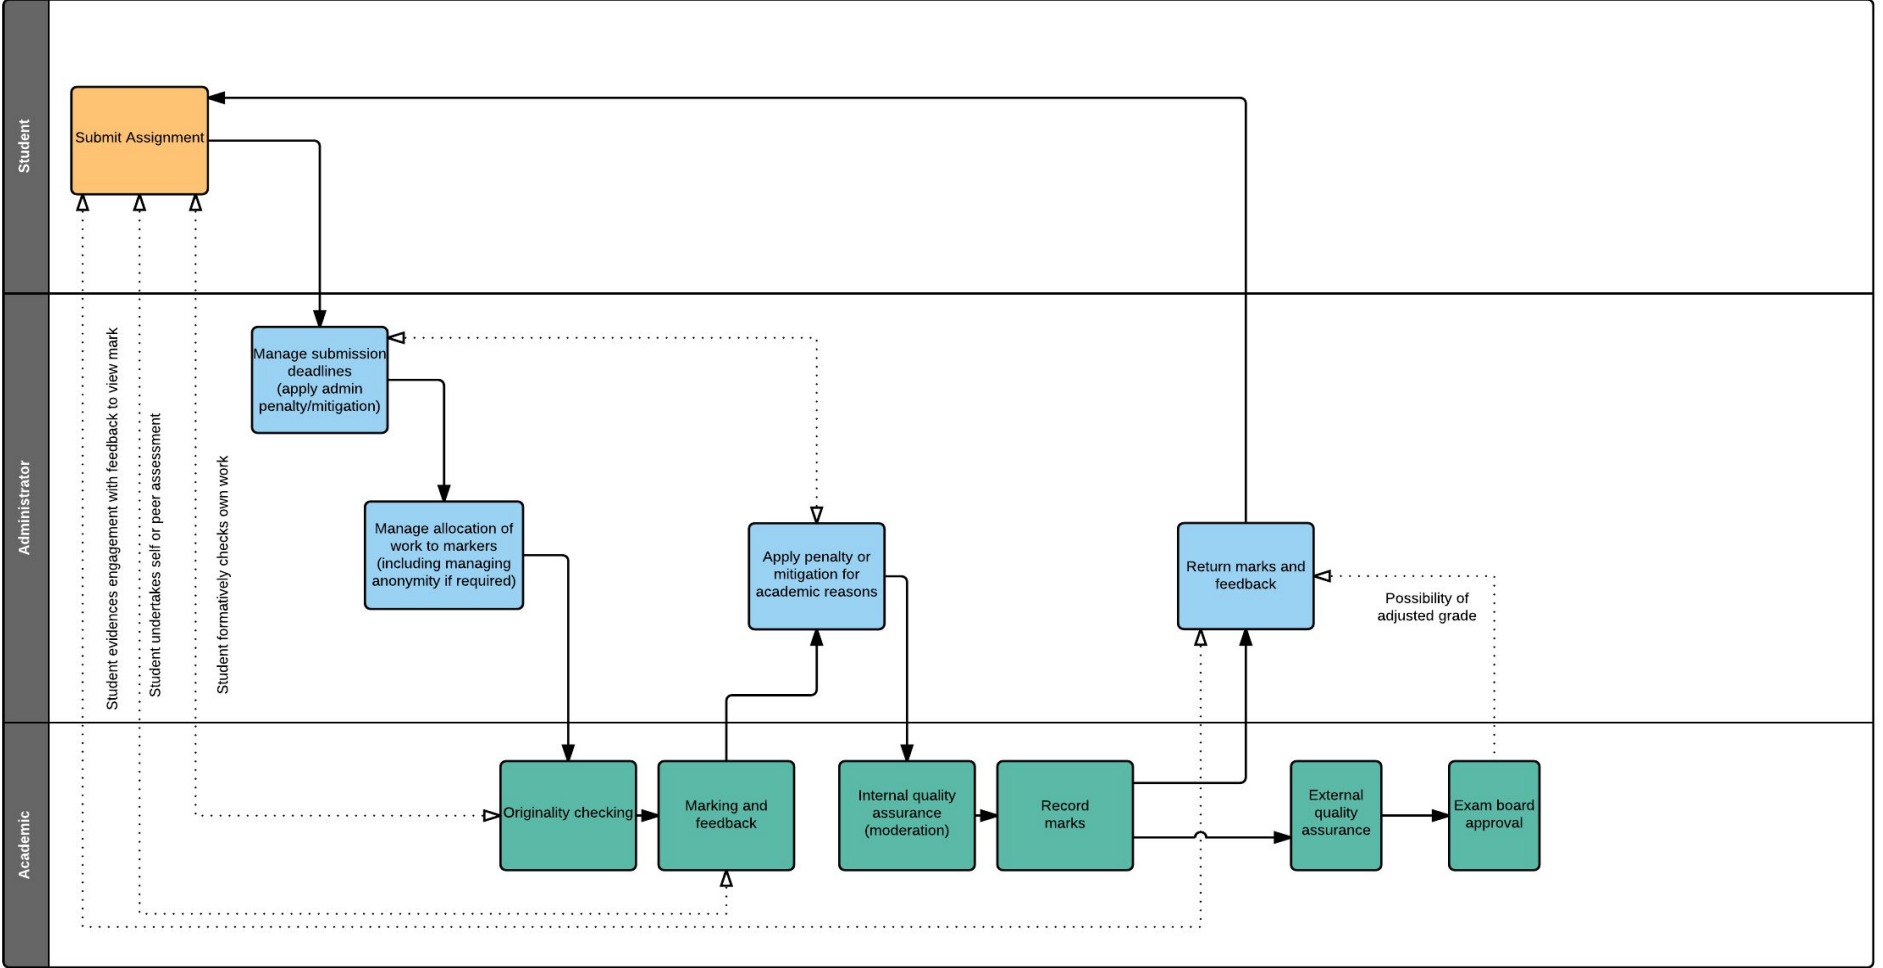 Student
Submit Assignment
Administrator
Student evidences engagement with feedback to view mark
Student undertakes self or peer assessment
Student formatively checks own work
Manage submission
deadlines
(apply admin
penalty/mitigation)
Manage allocation of
work to markers
(including managing
anonymity if required)
Apply penalty or
mitigation for
academic reasons
Return marks and
feedback
Possibility of
adjusted grade
Academic
Originality checking
Marking and
feedback
Internal quality
assurance
(moderation)
Record
marks
External
quality
assurance
Exam board
approval